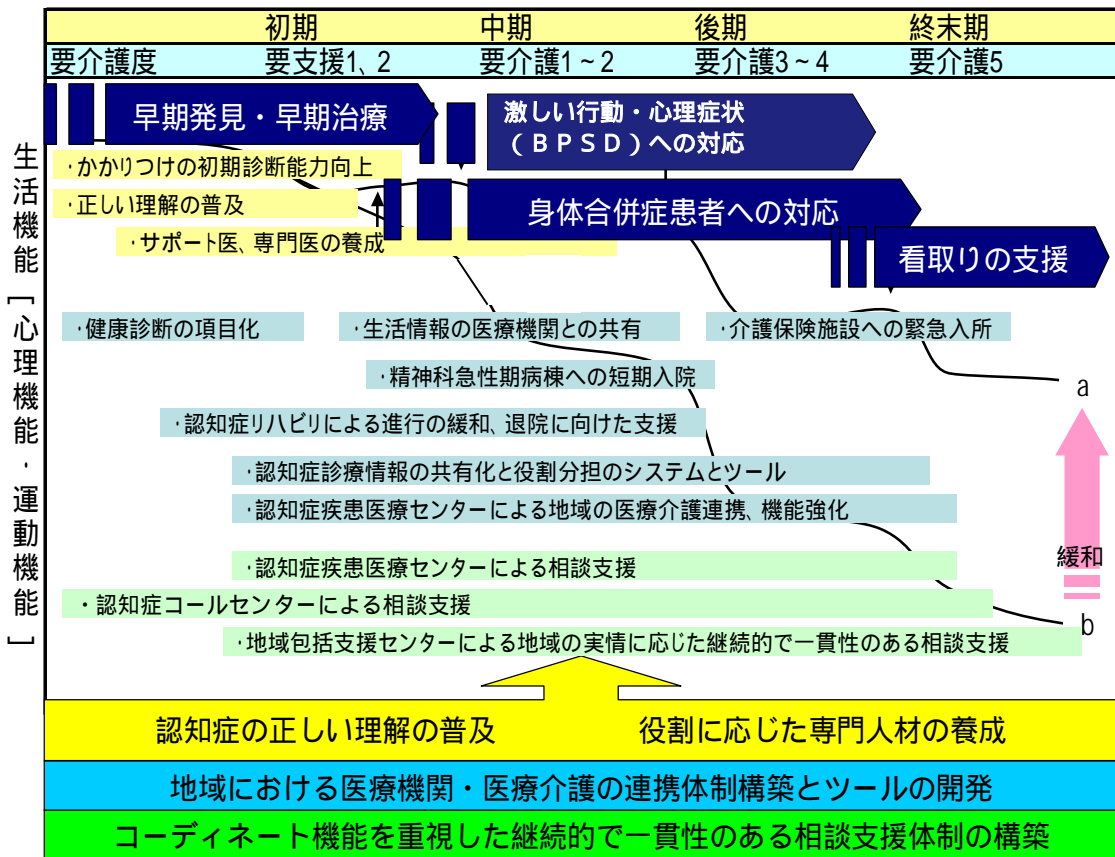 初期 中期 後期 終末期
要介護度 要支援1、2 要介護1~2 要介護3~4 要介護5
生活機能[心理機能・運動機能]
早期発見・早期治療
激しい行動・心理症状
(BPSD)への対応
・かかりつけの初期診断能力向上
・正しい理解の普及
身体合併症患者への対応
・サポート医、専門医の養成
看取りの支援
・健康診断の項目化
・生活情報の医療機関との共有
・介護保険施設への緊急入所
・精神科急性期病棟への短期入院
a
・認知症リハビリによる進行の緩和、退院に向けた支援
・認知症診療情報の共有化と役割分担のシステムとツール
・認知症疾患医療センターによる地域の医療介護連携、機能強化
緩和
・認知症疾患医療センターによる相談支援
・認知症コールセンターによる相談支援
b
・地域包括支援センターによる地域の実情に応じた継続的で一貫性のある相談支援
認知症の正しい理解の普及 役割に応じた専門人材の養成
地域における医療機関・医療介護の連携体制構築とツールの開発
コーディネート機能を重視した継続的で一貫性のある相談支援体制の構築